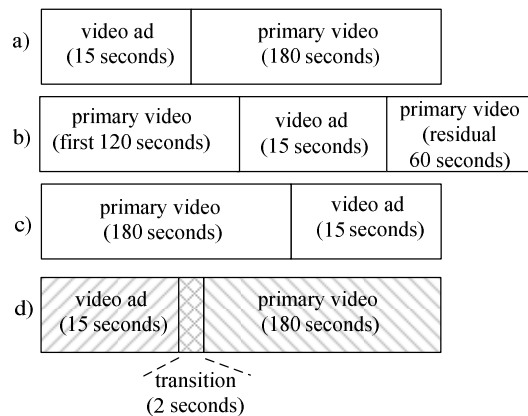 a)
video ad
(15 seconds)
primary video
(180 seconds)
b)
primary video
(first 120 seconds)
video ad
(15 seconds)
primary video
(residual
60 seconds)
c)
primary video
(180 seconds)
video ad
(15 seconds)
d)
video ad
(15 seconds)
primary video
(180 seconds)
transition
(2 seconds)